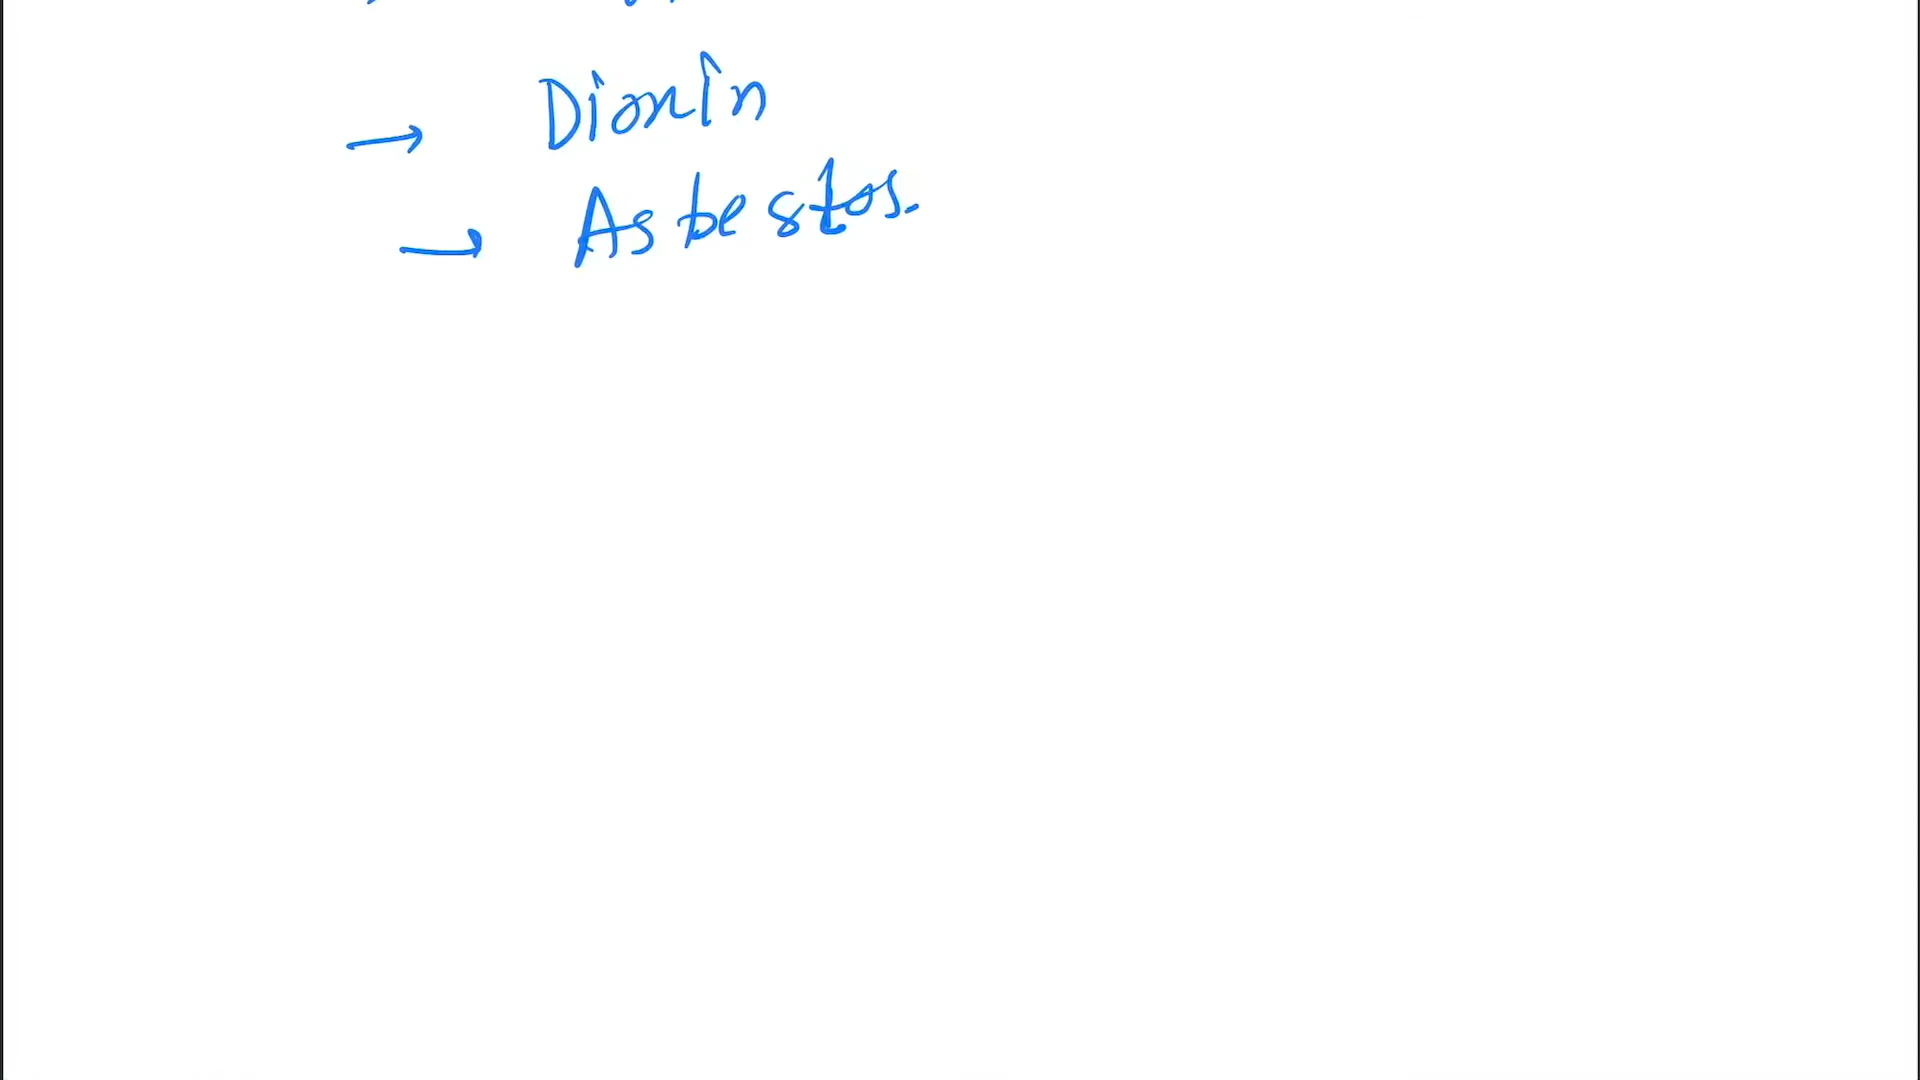 → Dioxin
→ Asbestos.